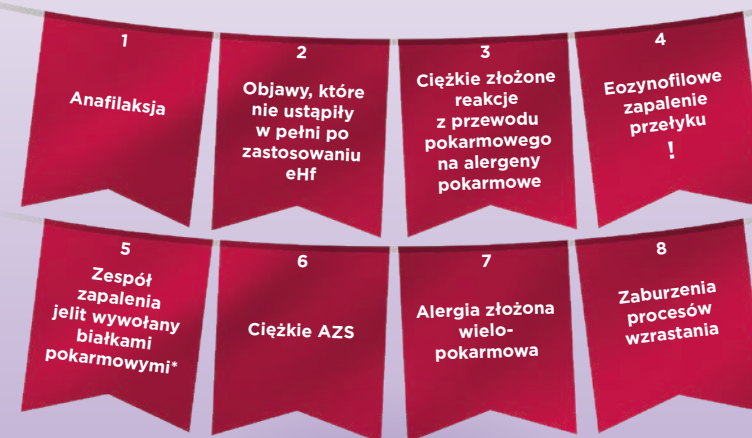 1
Anafilaksja
2
Objawy, które
nie ustąpiły
w pełni po
zastosowaniu
eHf
3
Ciężkie złożone
reakcje
z przewodu
pokarmowego
na alergeny
pokarmowe
4
Eozynofilowe
zapalenie
przełyku
!
5
Zespół
zapalenia
jelit wywołany
białkami
pokarmowymi*
6
Ciężkie AZS
7
Alergia złożona
wielo-
pokarmowa
8
Zaburzenia
procesów
wzrastania